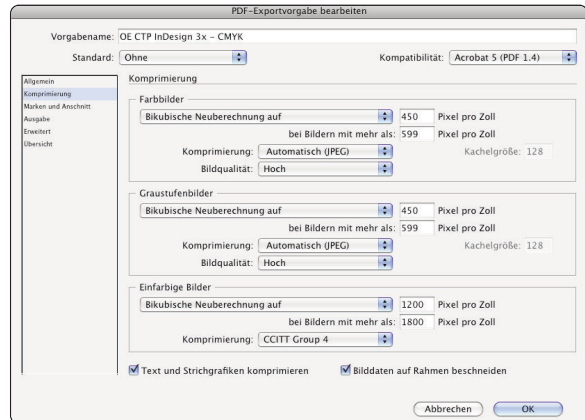 PDF-Exportvorgabe bearbeiten
Vorgabename: OE CTP InDesign 3x - CMYK
Standard: Ohne Kompatibilität: Acrobat 5 (PDF 1.4)
Allgemein
Komprimierung
Marken und Anschnitt
Ausgabe
Erweitert
Übersicht
Komprimierung
Farbbilder
Bikubische Neuberechnung auf 450 Pixel pro Zoll
bei Bildern mit mehr als: 599 Pixel pro Zoll
Komprimierung: Automatisch (JPEG) Kachelgröße: 128
Bildqualität: Hoch
Graustufenbilder
Bikubische Neuberechnung auf 450 Pixel pro Zoll
bei Bildern mit mehr als: 599 Pixel pro Zoll
Komprimierung: Automatisch (JPEG) Kachelgröße: 128
Bildqualität: Hoch
Einfarbige Bilder
Bikubische Neuberechnung auf 1200 Pixel pro Zoll
bei Bildern mit mehr als: 1800 Pixel pro Zoll
Komprimierung: CCITT Group 4
Text und Strichgrafiken komprimieren Bilddaten auf Rahmen beschneiden
Abbrechen OK